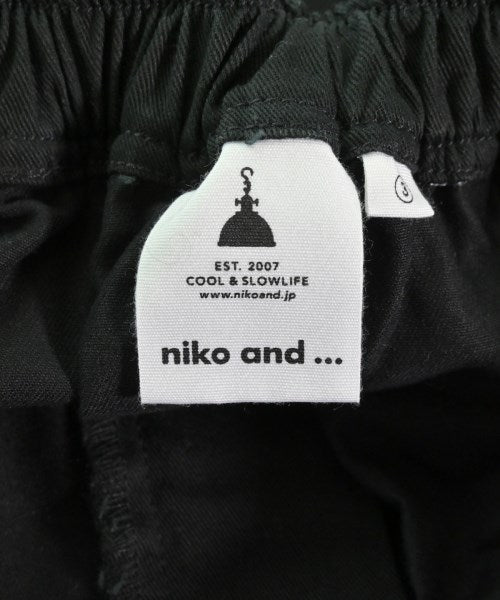 EST. 2007
COOL & SLOWLIFE
www.nikoand.jp
niko and ...